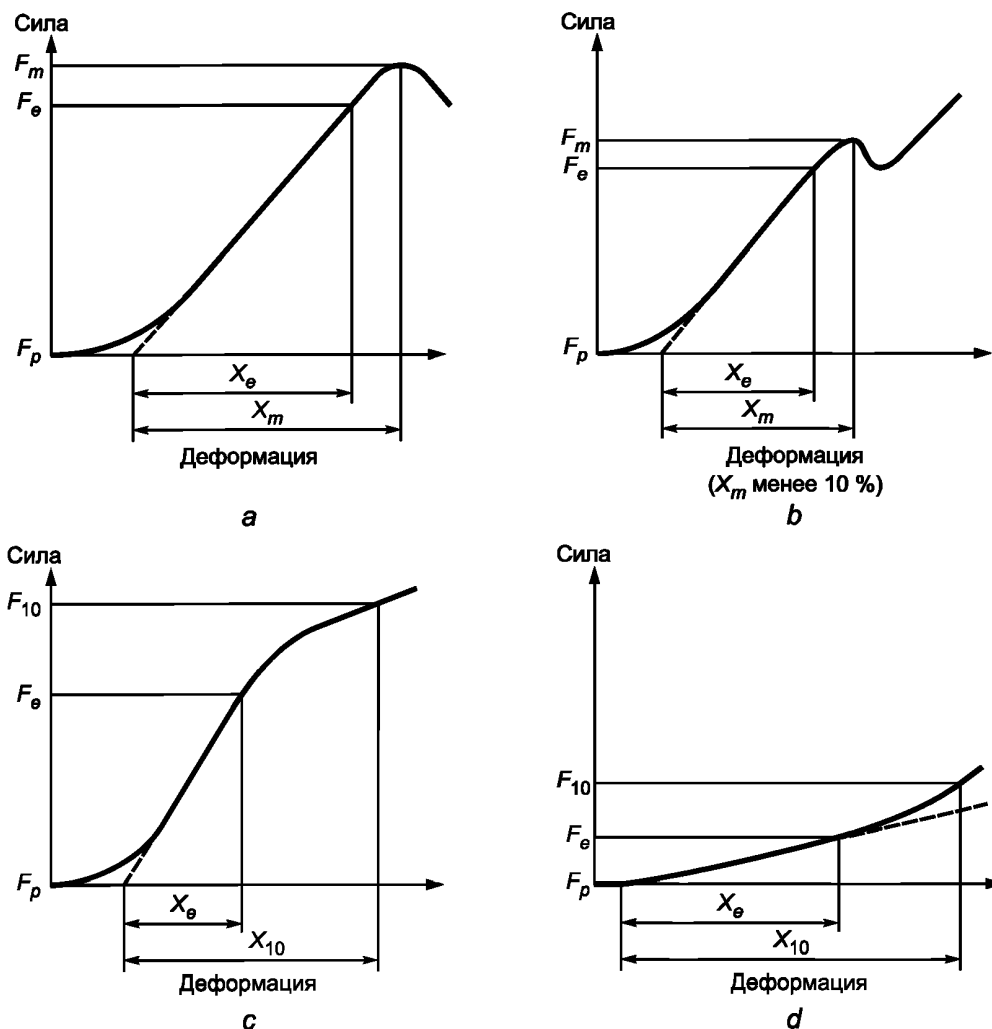 Сила
F_m
F_e
F_p
X_e
X_m
Деформация
a
Сила
F_m
F_e
F_p
X_e
X_m
Деформация
(X_m менее 10 %)
b
Сила
F_10
F_e
F_p
X_e
X_10
Деформация
c
Сила
F_10
F_e
F_p
X_e
X_10
Деформация
d